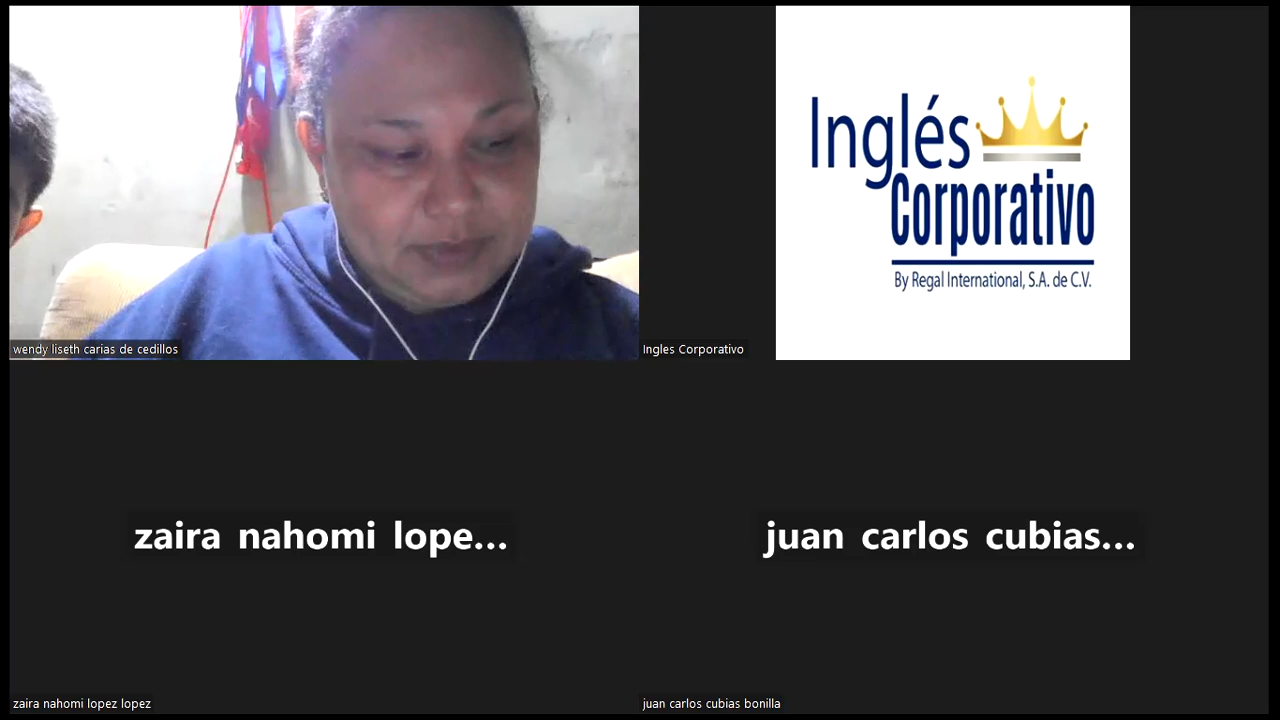 Inglés
Corporativo
By Regal International, S.A. de C.V.
wendy liseth carias de cedillos
Ingles Corporativo
zaira nahomi lope...
juan carlos cubias...
zaira nahomi lopez lopez
juan carlos cubias bonilla